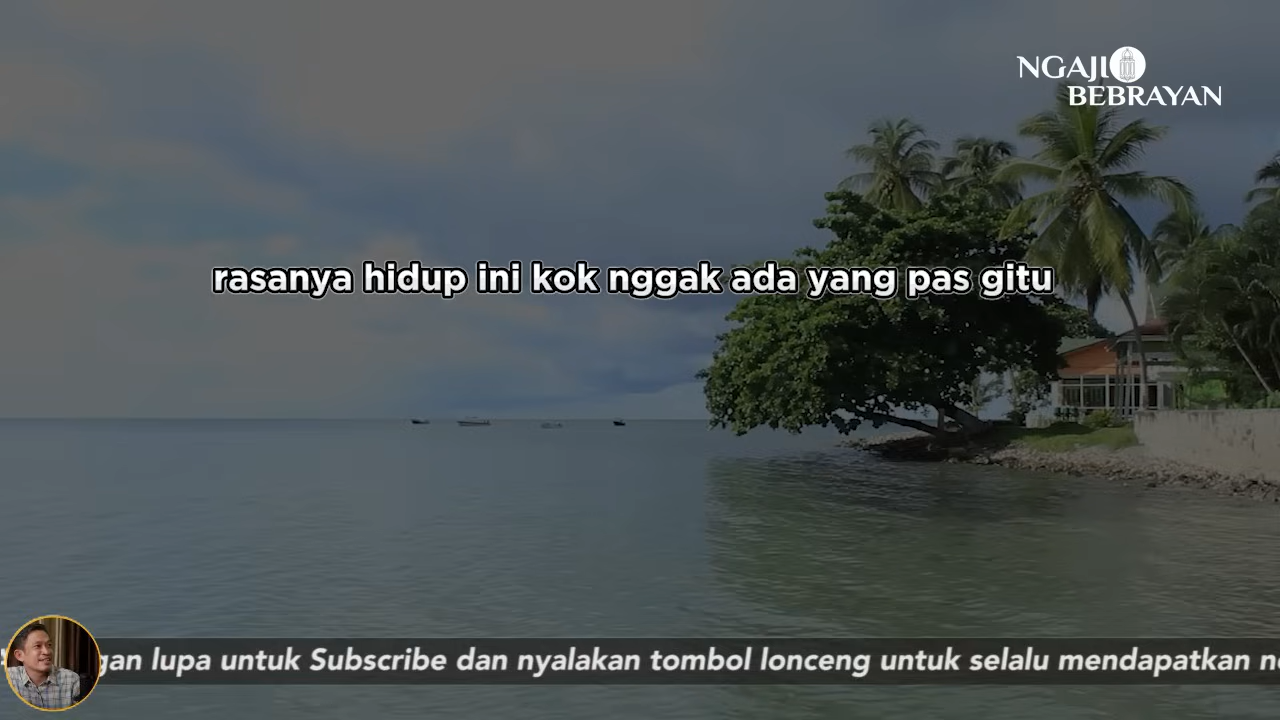 NGAJI
BEBRAYAN
rasanya hidup ini kok nggak ada yang pas gitu
gan lupa untuk Subscribe dan nyalakan tombol lonceng untuk selalu mendapatkan